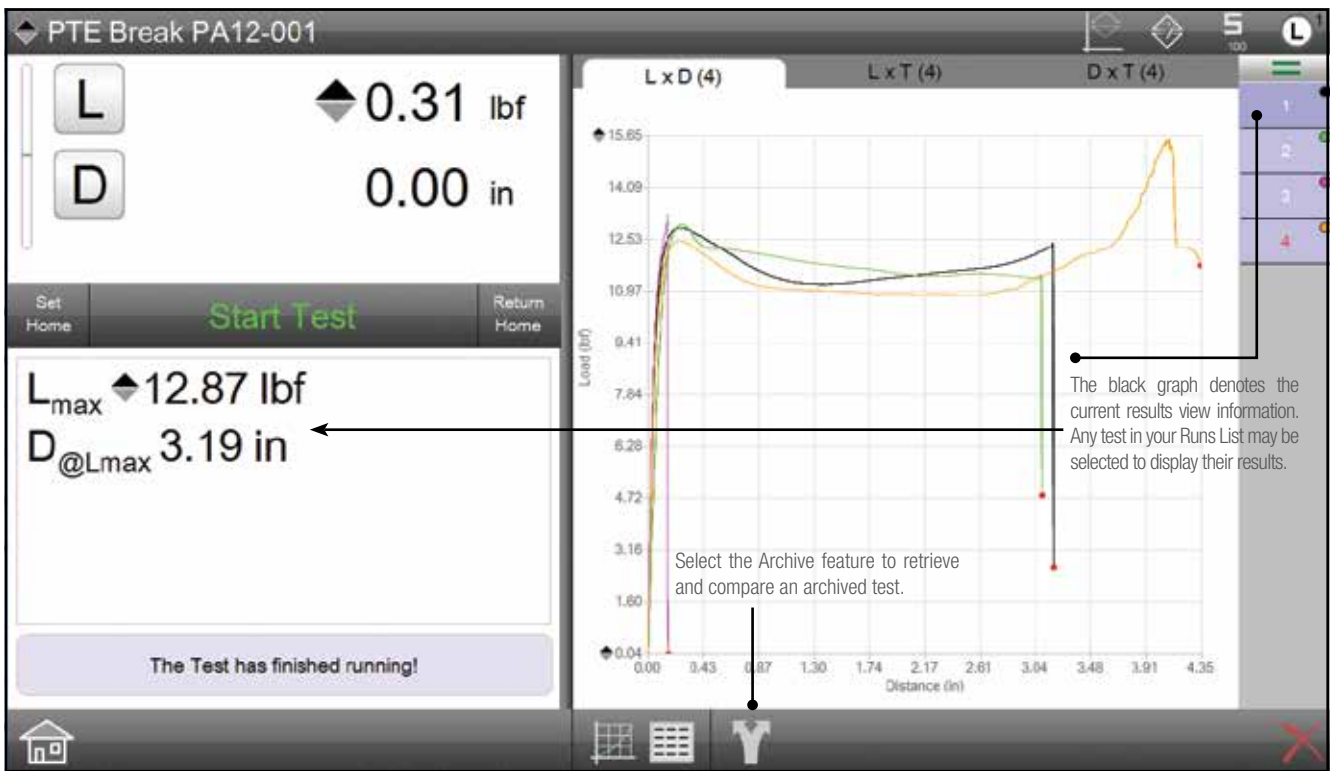 PTE Break PA12-001
5
100
L
1
L
0.31 lbf
D
0.00 in
Set
Home
Start Test
Return
Home
Lmax 12.87 lbf
D@Lmax 3.19 in
The Test has finished running!
L x D (4)
L x T (4)
D x T (4)
15.65
14.09
12.53
10.97
9.41
7.84
6.28
4.72
3.16
1.60
0.04
Load (lbf)
0.00 0.43 0.87 1.30 1.74 2.17 2.61 3.04 3.48 3.91 4.35
Distance (in)
1
2
3
4
The black graph denotes the
current results view information.
Any test in your Runs List may be
selected to display their results.
Select the Archive feature to retrieve
and compare an archived test.